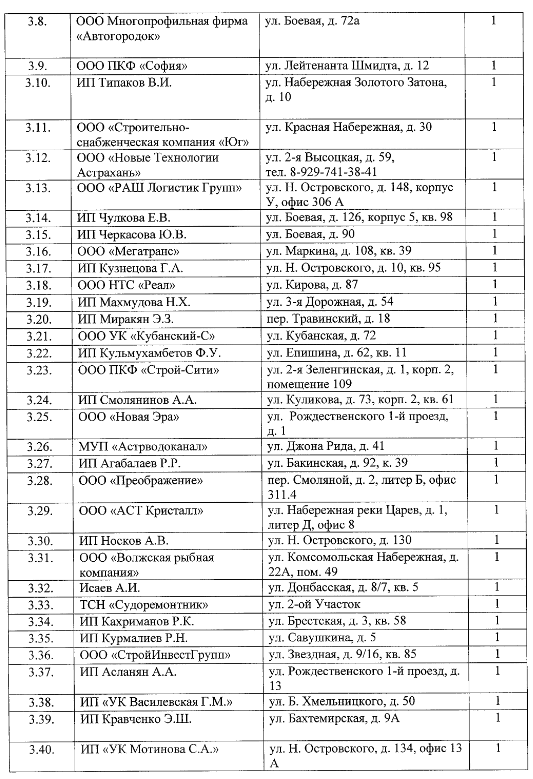 3.8. ООО Многопрофильная фирма ул. Боевая, д. 72а 1
«Автогородок»
3.9. ООО ПКФ «София» ул. Лейтенанта Шмидта, д. 12 1
3.10. ИП Типаков В.И. ул. Набережная Золотого Затона, 1
д. 10
3.11. ООО «Строительно- ул. Красная Набережная, д. 30 1
снабженческая компания «Юг»
3.12. ООО «Новые Технологии ул. 2-я Высоцкая, д. 59, 1
Астрахань» тел. 8-929-741-38-41
3.13. ООО «РАШ Логистик Групп» ул. Н. Островского, д. 148, корпус 1
У, офис 306 А
3.14. ИП Чулкова Е.В. ул. Боевая, д. 126, корпус 5, кв. 98 1
3.15. ИП Черкасова Ю.В. ул. Боевая, д. 90 1
3.16. ООО «Мегатранс» ул. Маркина, д. 108, кв. 39 1
3.17. ИП Кузнецова Г.А. ул. Н. Островского, д. 10, кв. 95 1
3.18. ООО НТС «Реал» ул. Кирова, д. 87 1
3.19. ИП Махмудова Н.Х. ул. 3-я Дорожная, д. 54 1
3.20. ИП Миракян Э.З. пер. Травинский, д. 18 1
3.21. ООО УК «Кубанский-С» ул. Кубанская, д. 72 1
3.22. ИП Кульмухамбетов Ф.У. ул. Епишина, д. 62, кв. 11 1
3.23. ООО ПКФ «Строй-Сити» ул. 2-я Зеленгинская, д. 1, корп. 2, 1
помещение 109
3.24. ИП Смолянинов А.А. ул. Куликова, д. 73, корп. 2, кв. 61 1
3.25. ООО «Новая Эра» ул. Рождественского 1-й проезд, 1
д. 1
3.26. МУП «Астрводоканал» ул. Джона Рида, д. 41 1
3.27. ИП Агабалаев Р.Р. ул. Бакинская, д. 92, к. 39 1
3.28. ООО «Преображение» пер. Смоляной, д. 2, литер Б, офис 1
311.4
3.29. ООО «АСТ Кристалл» ул. Набережная реки Царев, д. 1, 1
литер Д, офис 8
3.30. ИП Носков А.В. ул. Н. Островского, д. 130 1
3.31. ООО «Волжская рыбная ул. Комсомольская Набережная, д. 1
компания» 22А, пом. 49
3.32. Исаев А.И. ул. Донбасская, д. 8/7, кв. 5 1
3.33. ТСН «Судоремонтник» ул. 2-ой Участок 1
3.34. ИП Кахриманов Р.К. ул. Брестская, д. 3, кв. 58 1
3.35. ИП Курмалиев Р.Н. ул. Савушкина, д. 5 1
3.36. ООО «СтройИнвестГрупп» ул. Звездная, д. 9/16, кв. 85 1
3.37. ИП Асланян А.А. ул. Рождественского 1-й проезд, д. 1
13
3.38. ИП «УК Василевская Г.М.» ул. Б. Хмельницкого, д. 50 1
3.39. ИП Кравченко Э.Ш. ул. Бахтемирская, д. 9А 1
3.40. ИП «УК Мотинова С.А.» ул. Н. Островского, д. 134, офис 13 1
А